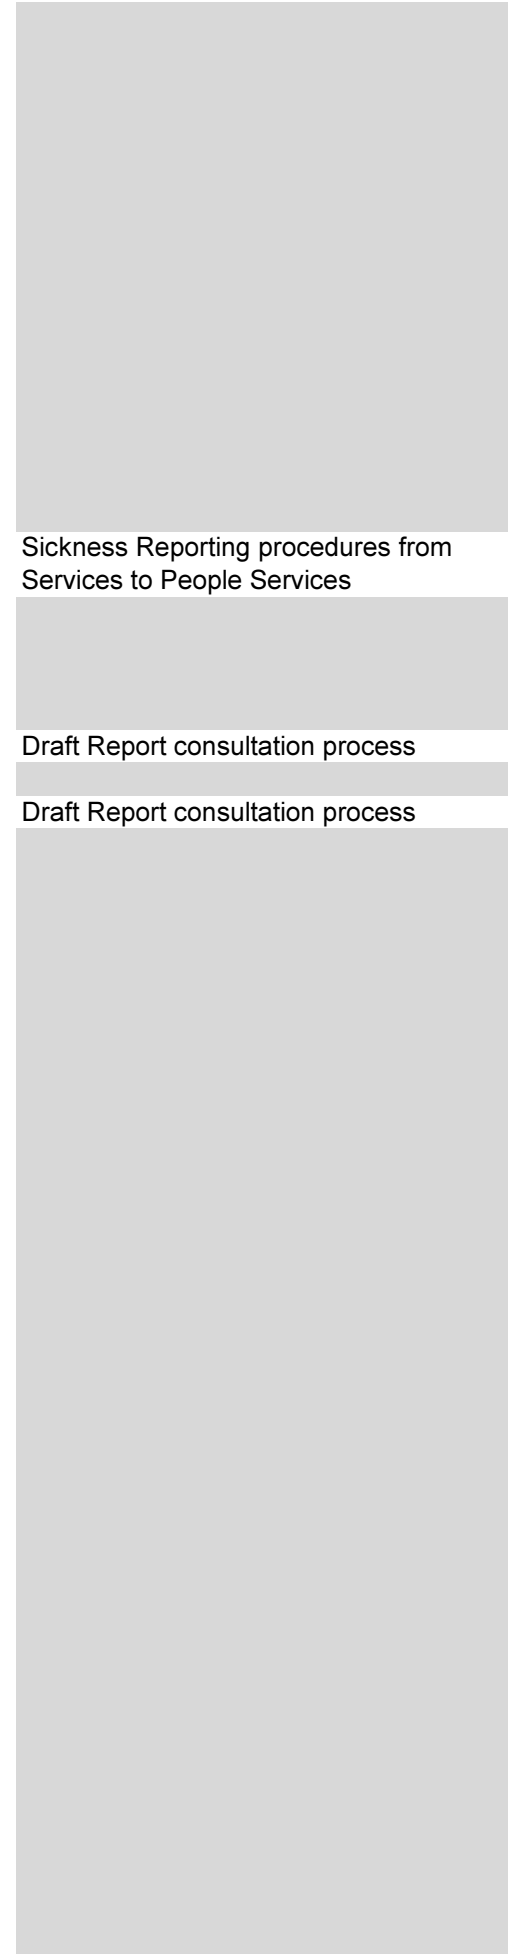 Sickness Reporting procedures from
Services to People Services
Draft Report consultation process
Draft Report consultation process